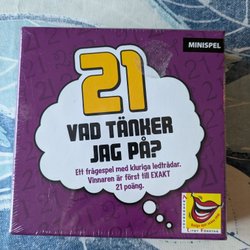 MINISPEL
21
VAD TÄNKER
JAG PÅ?
Ett frågespel med kluriga ledtrådar.
Vinnaren är först till EXAKT
21 poäng.